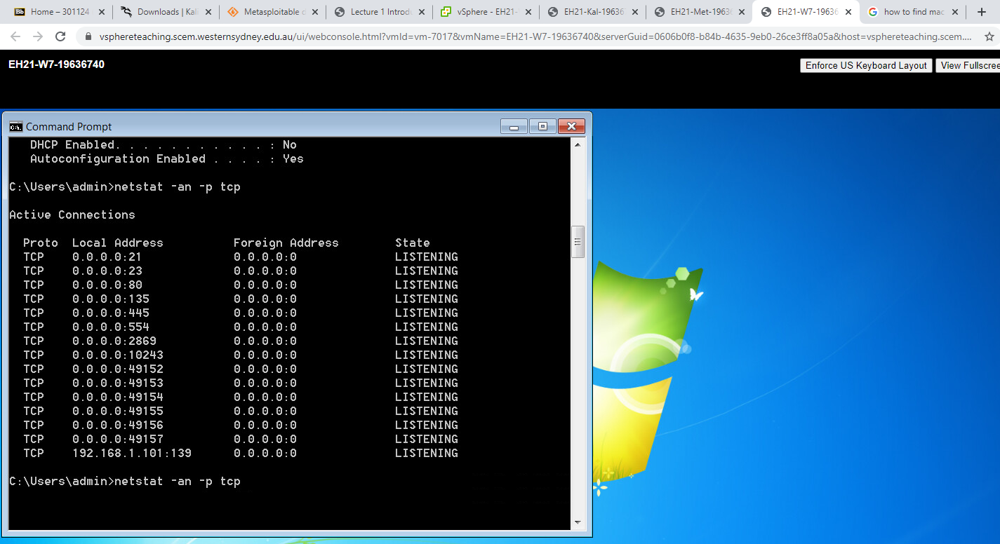 Home – 301124
Downloads | Kali
Metasploitable d
Lecture 1 Introdu
vSphere - EH21-
EH21-Kal-19636
EH21-Met-1963
EH21-W7-19636
how to find mac
vsphereteaching.scem.westernsydney.edu.au/ui/webconsole.html?vmId=vm-7017&vmName=EH21-W7-19636740&serverGuid=0606b0f8-b84b-4635-9eb0-26ce3ff8a05a&host=vsphereteaching.scem....
EH21-W7-19636740
Enforce US Keyboard Layout
View Fullscree
Command Prompt
DHCP Enabled. . . . . . . . . . . : No
Autoconfiguration Enabled . . . . : Yes
C:\Users\admin>netstat -an -p tcp
Active Connections
Proto Local Address Foreign Address State
TCP 0.0.0.0:21 0.0.0.0:0 LISTENING
TCP 0.0.0.0:23 0.0.0.0:0 LISTENING
TCP 0.0.0.0:80 0.0.0.0:0 LISTENING
TCP 0.0.0.0:135 0.0.0.0:0 LISTENING
TCP 0.0.0.0:445 0.0.0.0:0 LISTENING
TCP 0.0.0.0:554 0.0.0.0:0 LISTENING
TCP 0.0.0.0:2869 0.0.0.0:0 LISTENING
TCP 0.0.0.0:10243 0.0.0.0:0 LISTENING
TCP 0.0.0.0:49152 0.0.0.0:0 LISTENING
TCP 0.0.0.0:49153 0.0.0.0:0 LISTENING
TCP 0.0.0.0:49154 0.0.0.0:0 LISTENING
TCP 0.0.0.0:49155 0.0.0.0:0 LISTENING
TCP 0.0.0.0:49156 0.0.0.0:0 LISTENING
TCP 0.0.0.0:49157 0.0.0.0:0 LISTENING
TCP 192.168.1.101:139 0.0.0.0:0 LISTENING
C:\Users\admin>netstat -an -p tcp